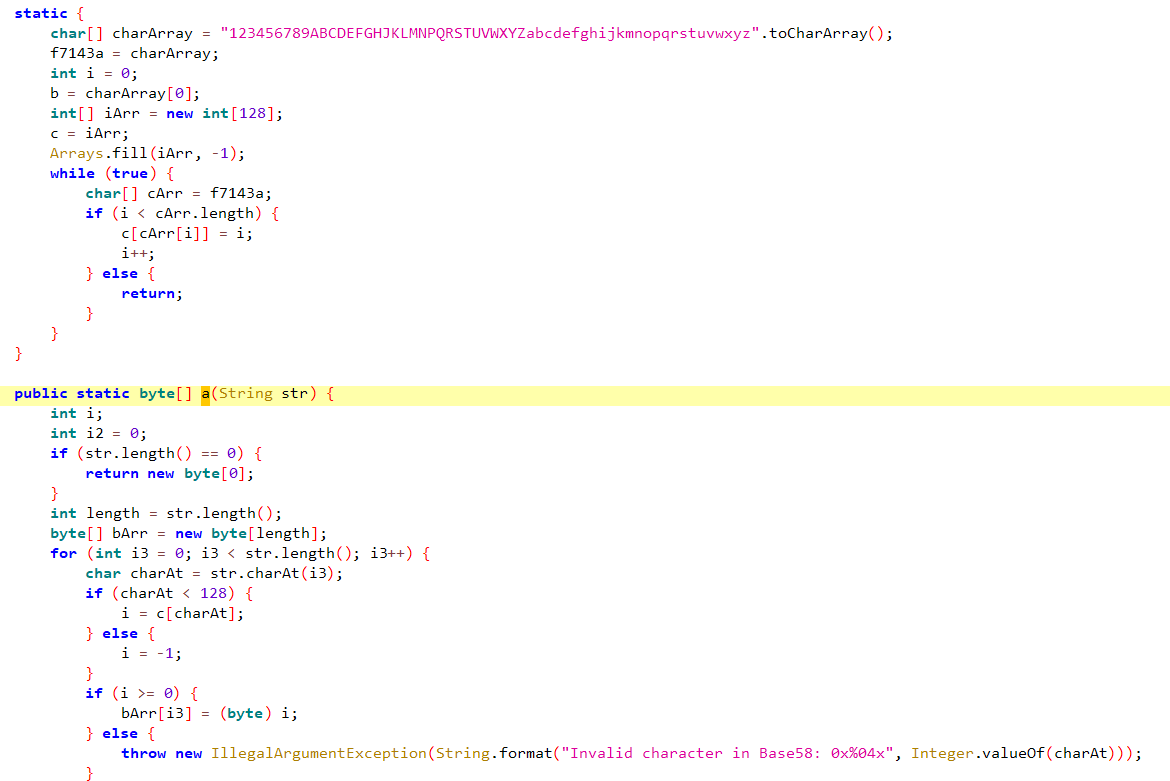 static {
    char[] charArray = "123456789ABCDEFGHJKLMNPQRSTUVWXYZabcdefghijkmnopqrstuvwxyz".toCharArray();
    f7143a = charArray;
    int i = 0;
    b = charArray[0];
    int[] iArr = new int[128];
    c = iArr;
    Arrays.fill(iArr, -1);
    while (true) {
        char[] cArr = f7143a;
        if (i < cArr.length) {
            c[cArr[i]] = i;
            i++;
        } else {
            return;
        }
    }
}
public static byte[] a(String str) {
    int i;
    int i2 = 0;
    if (str.length() == 0) {
        return new byte[0];
    }
    int length = str.length();
    byte[] bArr = new byte[length];
    for (int i3 = 0; i3 < str.length(); i3++) {
        char charAt = str.charAt(i3);
        if (charAt < 128) {
            i = c[charAt];
        } else {
            i = -1;
        }
        if (i >= 0) {
            bArr[i3] = (byte) i;
        } else {
            throw new IllegalArgumentException(String.format("Invalid character in Base58: 0x%04x", Integer.valueOf(charAt)));
        }